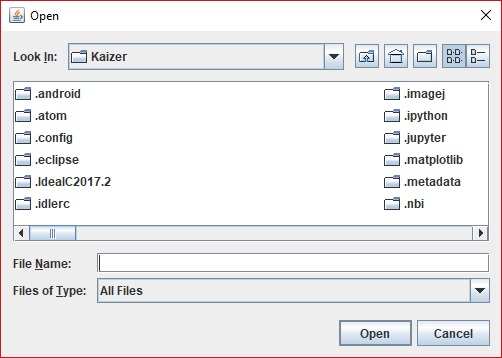 Open
Look In: Kaizer
.android
.atom
.config
.eclipse
.IdealC2017.2
.idlerc
.imagej
.ipython
.jupyter
.matplotlib
.metadata
.nbi
File Name:
Files of Type: All Files
Open Cancel